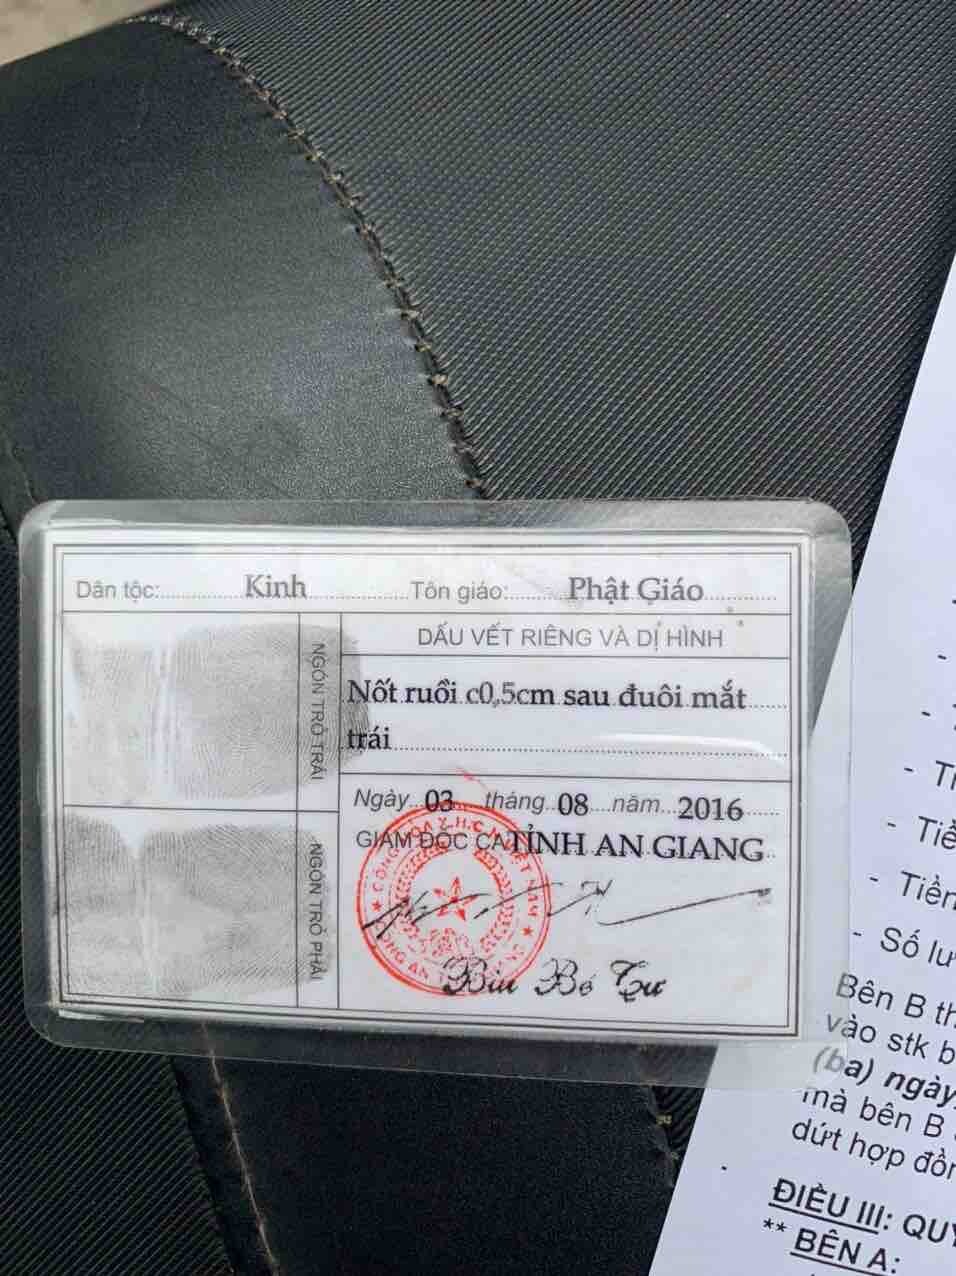 Dân tộc: Kinh Tôn giáo: Phật Giáo
NGÓN TRỎ TRÁI
DẤU VẾT RIÊNG VÀ DỊ HÌNH
Nốt ruồi c0,5cm sau đuôi mắt
trái
NGÓN TRỎ PHẢI
Ngày 03 tháng 08 năm 2016
GIÁM ĐỐC CA TỈNH AN GIANG
Bùi Bé Tư
- Tiề
- Tiền
- Số lư
Bên B th
vào stk b
(ba) ngày
mà bên B
dứt hợp đồn
ĐIỀU III: QUY
** BÊN A: